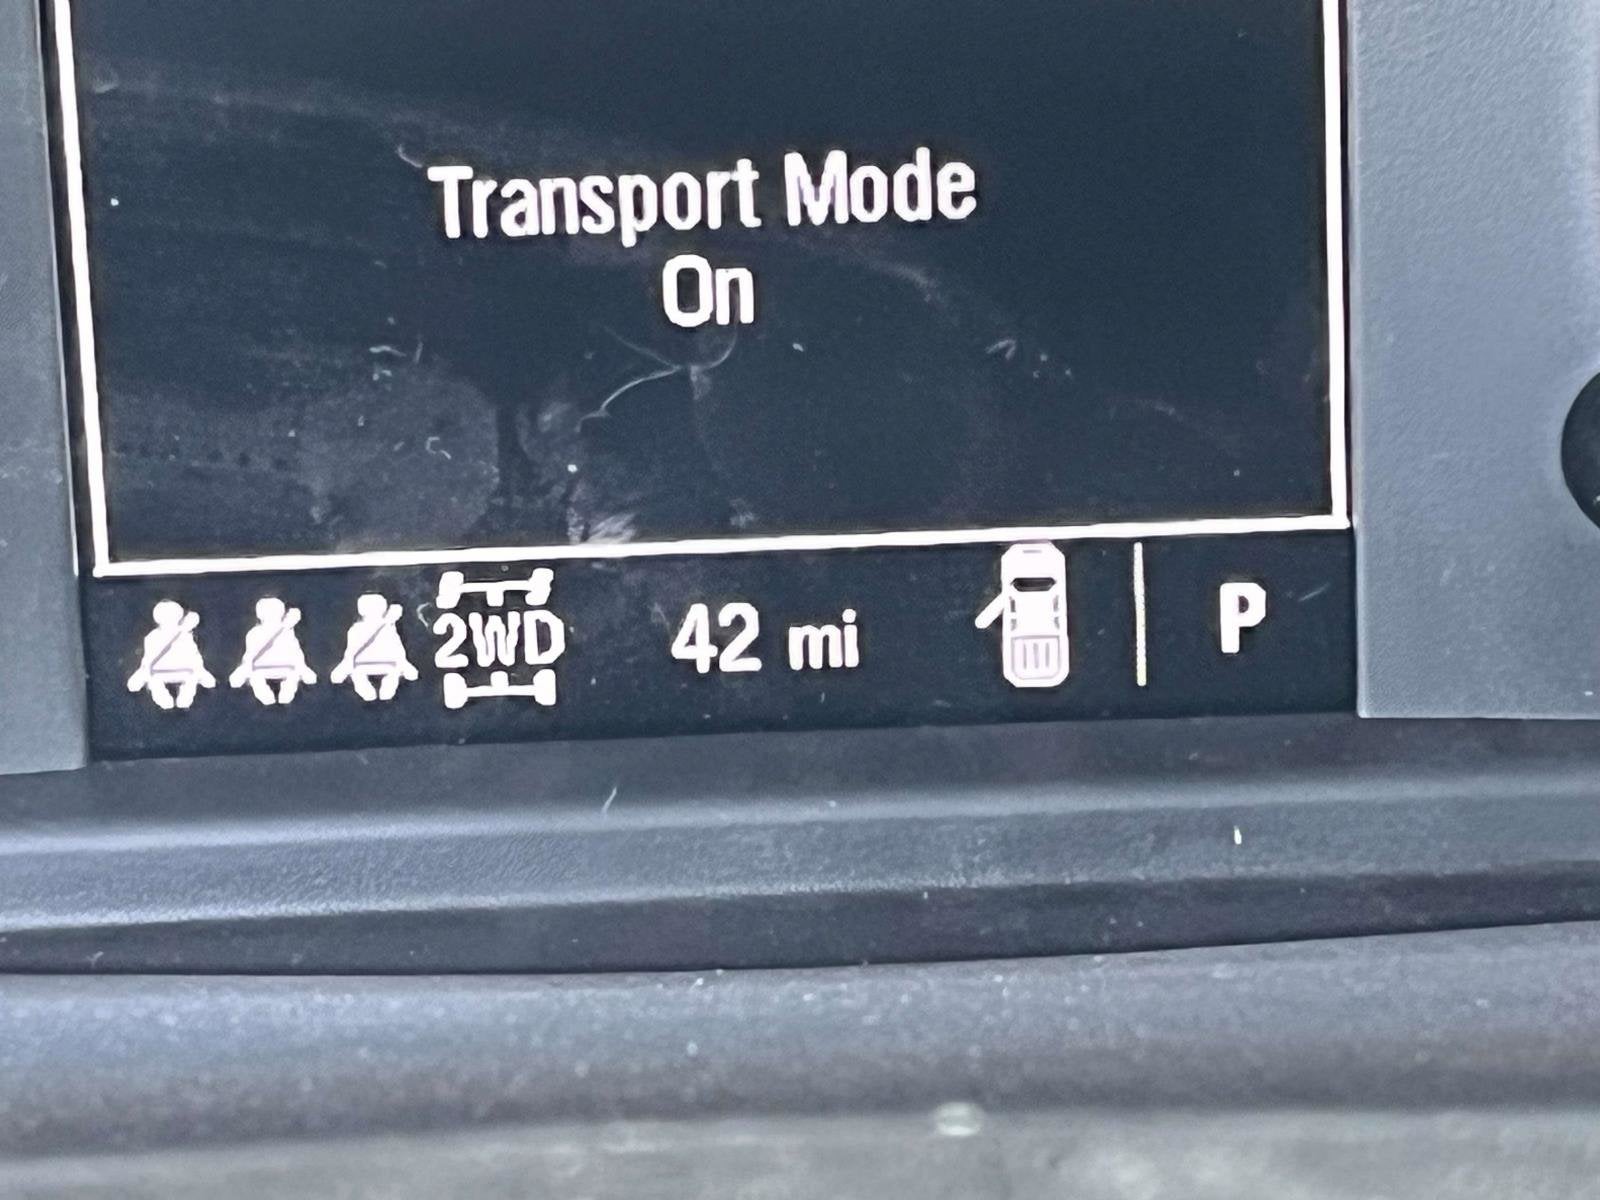 Transport Mode
On
2WD 42 mi P